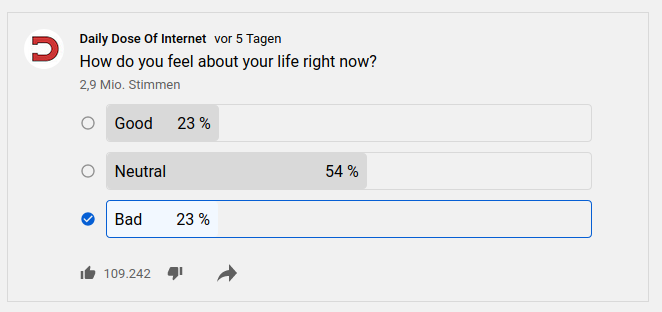 Daily Dose Of Internet vor 5 Tagen
How do you feel about your life right now?
2,9 Mio. Stimmen
Good 23 %
Neutral 54 %
Bad 23 %
109.242